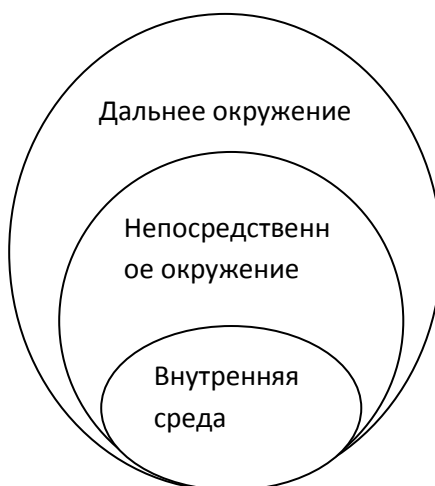 Дальнее окружение
Непосредственн
ое окружение
Внутренняя
среда